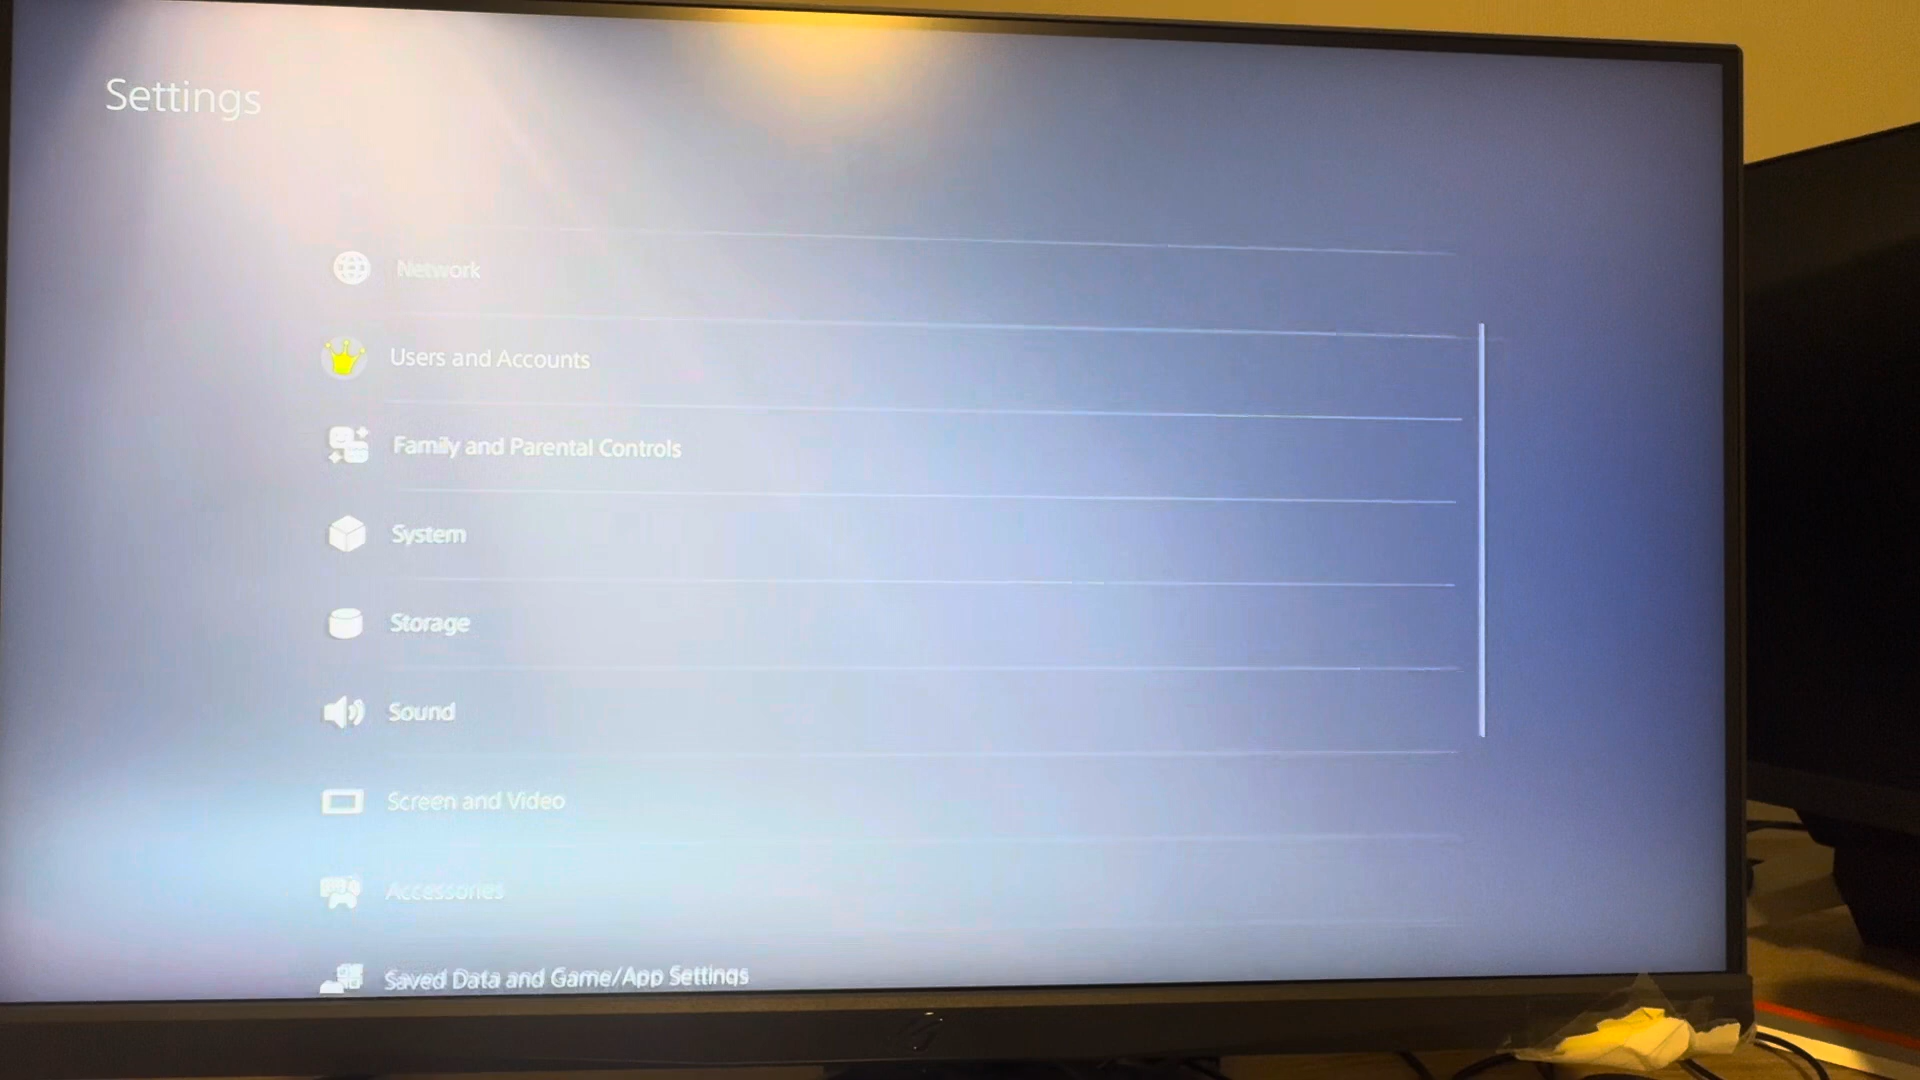 Settings
Network
Users and Accounts
Family and Parental Controls
System
Storage
Sound
Screen and Video
Accessories
Saved Data and Game/App Settings